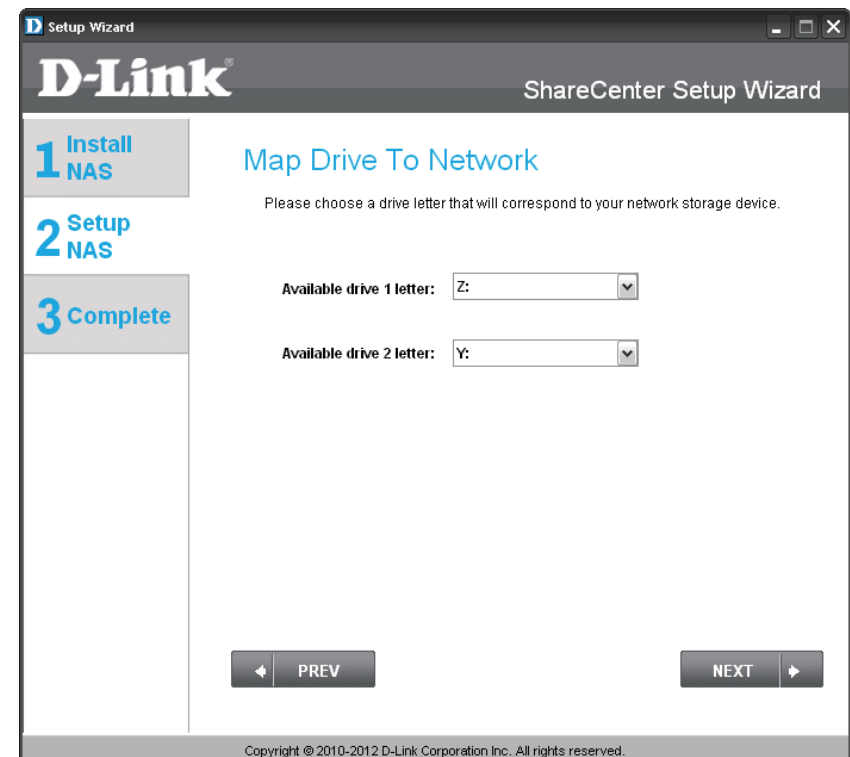 Setup Wizard
D-Link®
ShareCenter Setup Wizard
1 Install NAS
2 Setup NAS
3 Complete
Map Drive To Network
Please choose a drive letter that will correspond to your network storage device.
Available drive 1 letter: Z:
Available drive 2 letter: Y:
PREV
NEXT
Copyright © 2010-2012 D-Link Corporation Inc. All rights reserved.